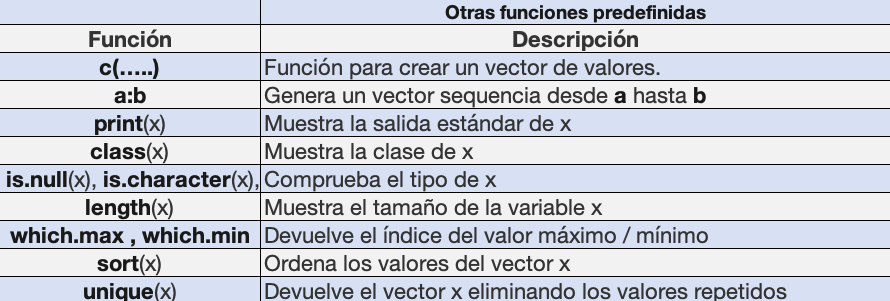 Otras funciones predefinidas
Función Descripción
c(.....) Función para crear un vector de valores.
a:b Genera un vector sequencia desde a hasta b
print(x) Muestra la salida estándar de x
class(x) Muestra la clase de x
is.null(x), is.character(x), Comprueba el tipo de x
length(x) Muestra el tamaño de la variable x
which.max , which.min Devuelve el índice del valor máximo / mínimo
sort(x) Ordena los valores del vector x
unique(x) Devuelve el vector x eliminando los valores repetidos